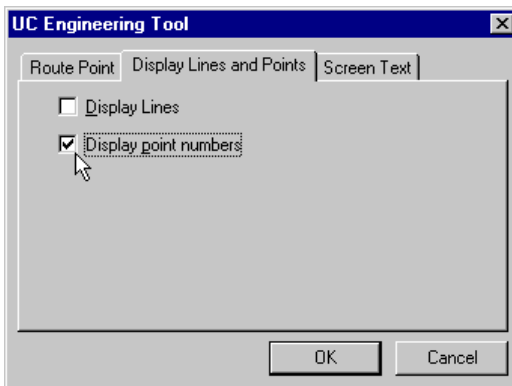 UC Engineering Tool
Route Point Display Lines and Points Screen Text
Display Lines
Display point numbers
OK Cancel